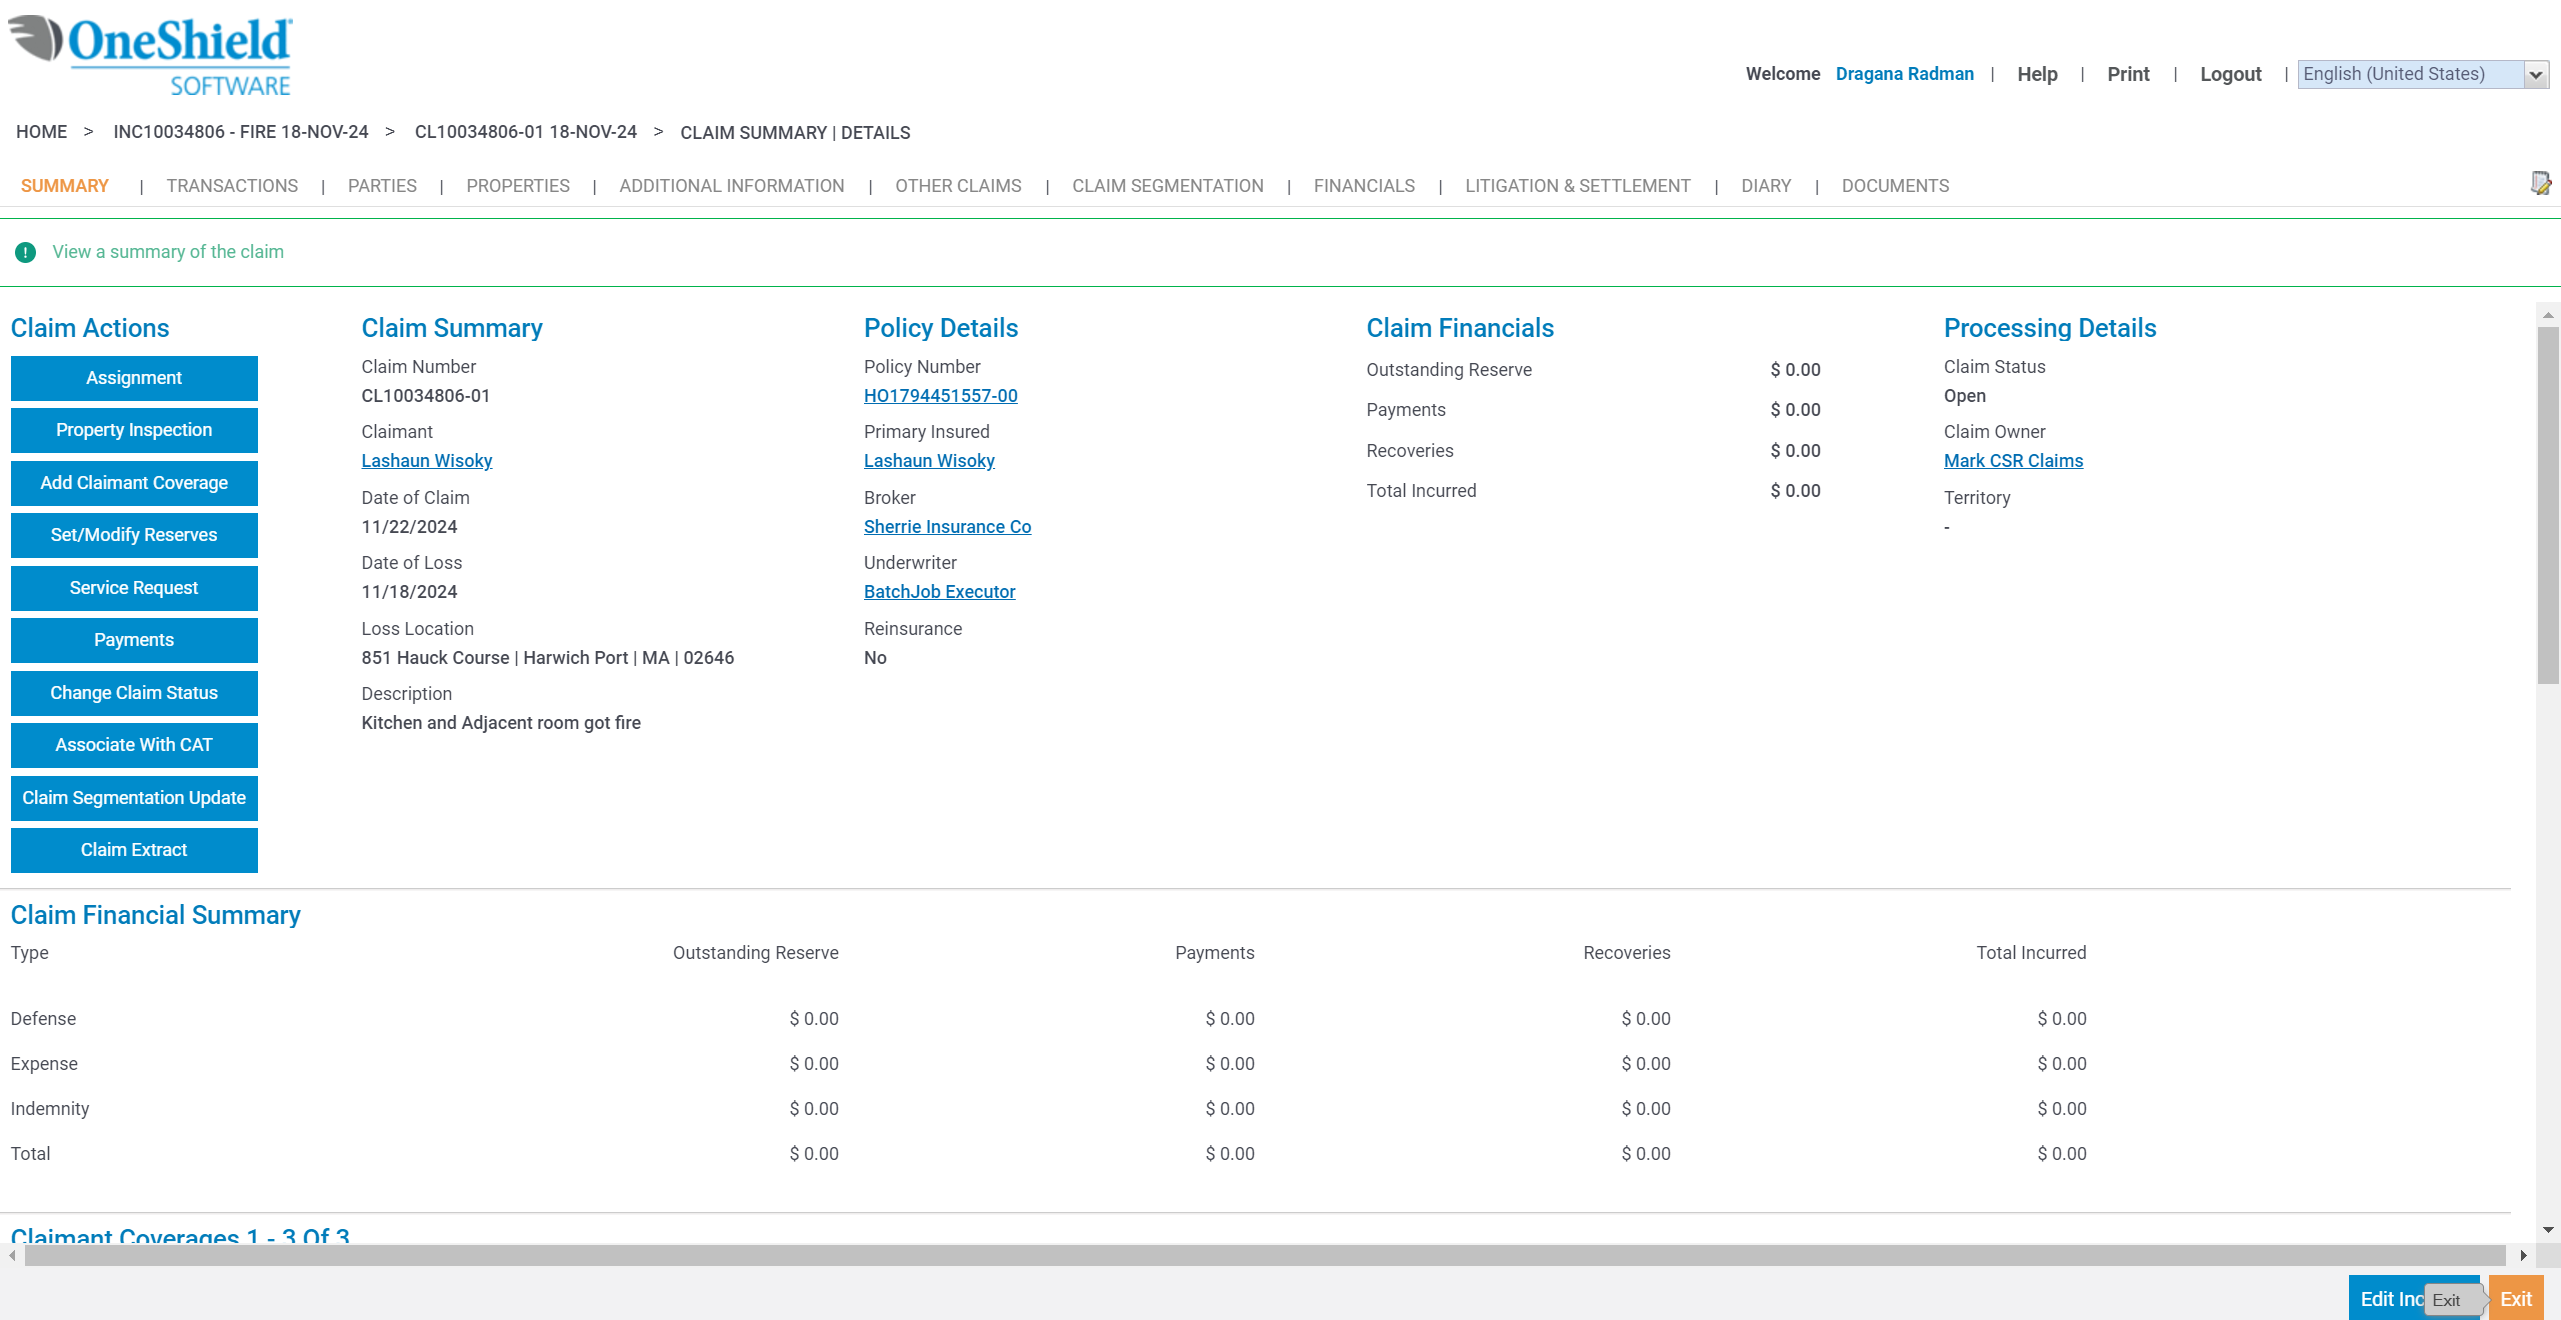 OneShield
SOFTWARE
Welcome Dragana Radman | Help | Print | Logout | English (United States)
HOME > INC10034806 - FIRE 18-NOV-24 > CL10034806-01 18-NOV-24 > CLAIM SUMMARY | DETAILS
SUMMARY | TRANSACTIONS | PARTIES | PROPERTIES | ADDITIONAL INFORMATION | OTHER CLAIMS | CLAIM SEGMENTATION | FINANCIALS | LITIGATION & SETTLEMENT | DIARY | DOCUMENTS
View a summary of the claim
Claim Actions
Assignment
Property Inspection
Add Claimant Coverage
Set/Modify Reserves
Service Request
Payments
Change Claim Status
Associate With CAT
Claim Segmentation Update
Claim Extract
Claim Summary
Claim Number
CL10034806-01
Claimant
Lashaun Wisoky
Date of Claim
11/22/2024
Date of Loss
11/18/2024
Loss Location
851 Hauck Course | Harwich Port | MA | 02646
Description
Kitchen and Adjacent room got fire
Policy Details
Policy Number
HO1794451557-00
Primary Insured
Lashaun Wisoky
Broker
Sherrie Insurance Co
Underwriter
BatchJob Executor
Reinsurance
No
Claim Financials
Outstanding Reserve $ 0.00
Payments $ 0.00
Recoveries $ 0.00
Total Incurred $ 0.00
Processing Details
Claim Status
Open
Claim Owner
Mark CSR Claims
Territory
-
Claim Financial Summary
Type Outstanding Reserve Payments Recoveries Total Incurred
Defense $ 0.00 $ 0.00 $ 0.00 $ 0.00
Expense $ 0.00 $ 0.00 $ 0.00 $ 0.00
Indemnity $ 0.00 $ 0.00 $ 0.00 $ 0.00
Total $ 0.00 $ 0.00 $ 0.00 $ 0.00
Claimant Coverages 1 - 3 Of 3
Edit Inc Exit Exit